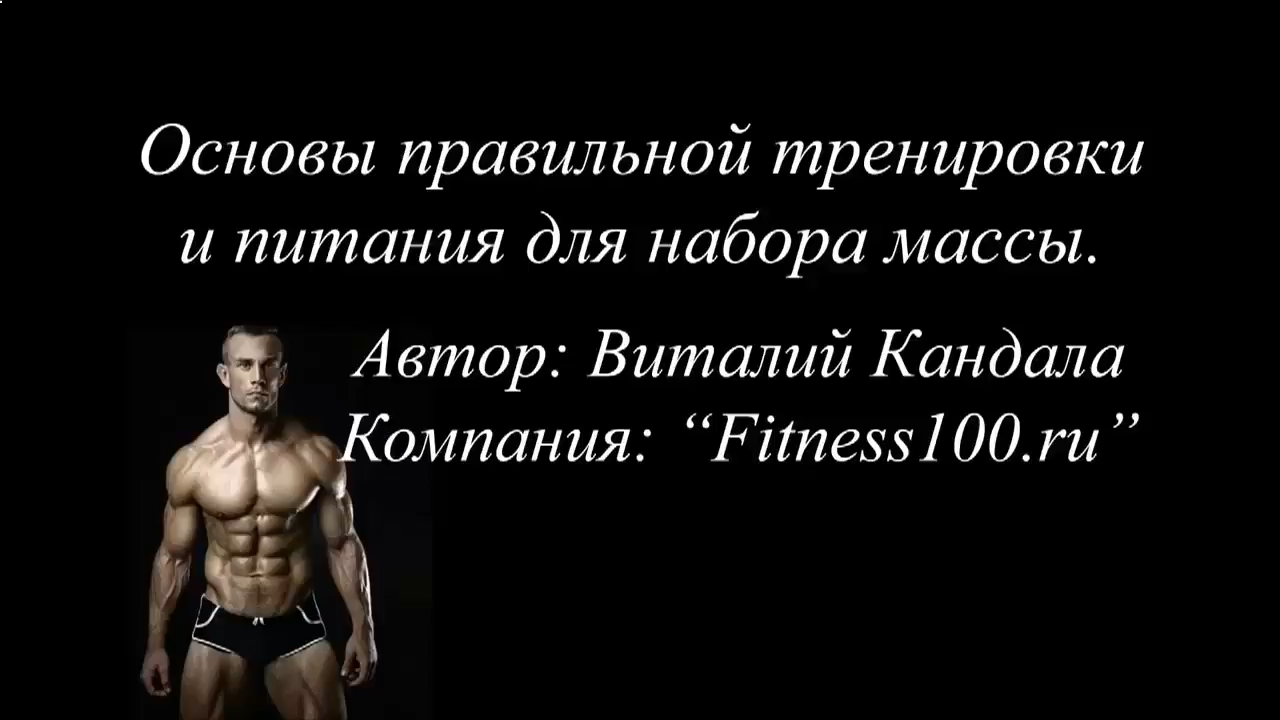 Основы правильной тренировки
и питания для набора массы.
Автор: Виталий Кандала
Компания: “Fitness100.ru”